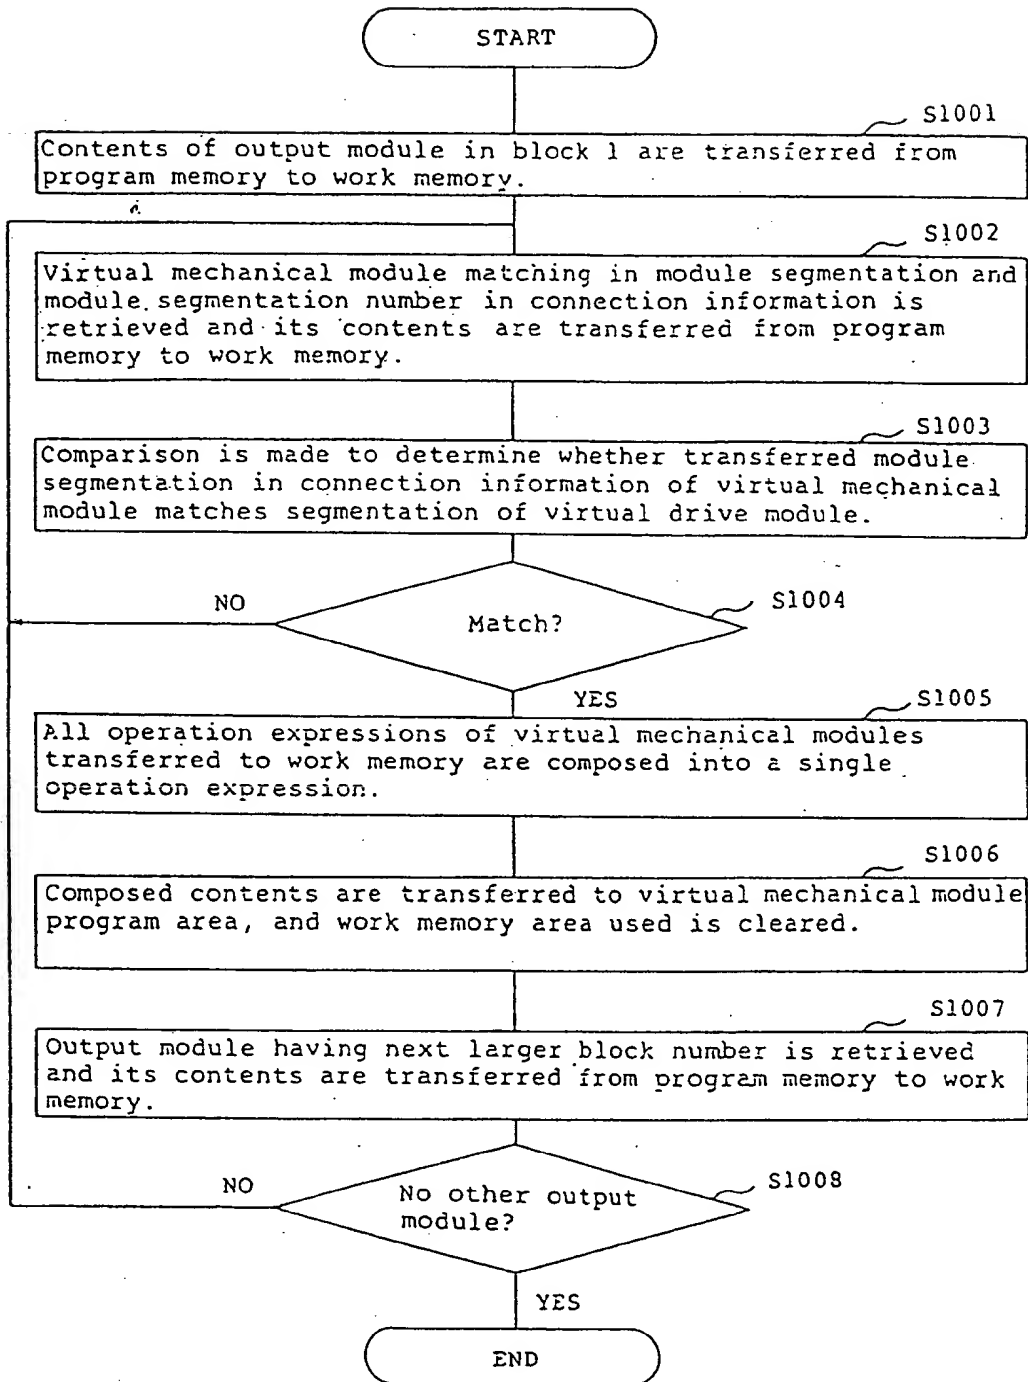 START
S1001
Contents of output module in block 1 are transferred from
program memory to work memory.
S1002
Virtual mechanical module matching in module segmentation and
module segmentation number in connection information is
retrieved and its contents are transferred from program
memory to work memory.
S1003
Comparison is made to determine whether transferred module
segmentation in connection information of virtual mechanical
module matches segmentation of virtual drive module.
NO
S1004
Match?
YES
S1005
All operation expressions of virtual mechanical modules
transferred to work memory are composed into a single
operation expression.
S1006
Composed contents are transferred to virtual mechanical module
program area, and work memory area used is cleared.
S1007
Output module having next larger block number is retrieved
and its contents are transferred from program memory to work
memory.
NO
S1008
No other output
module?
YES
END